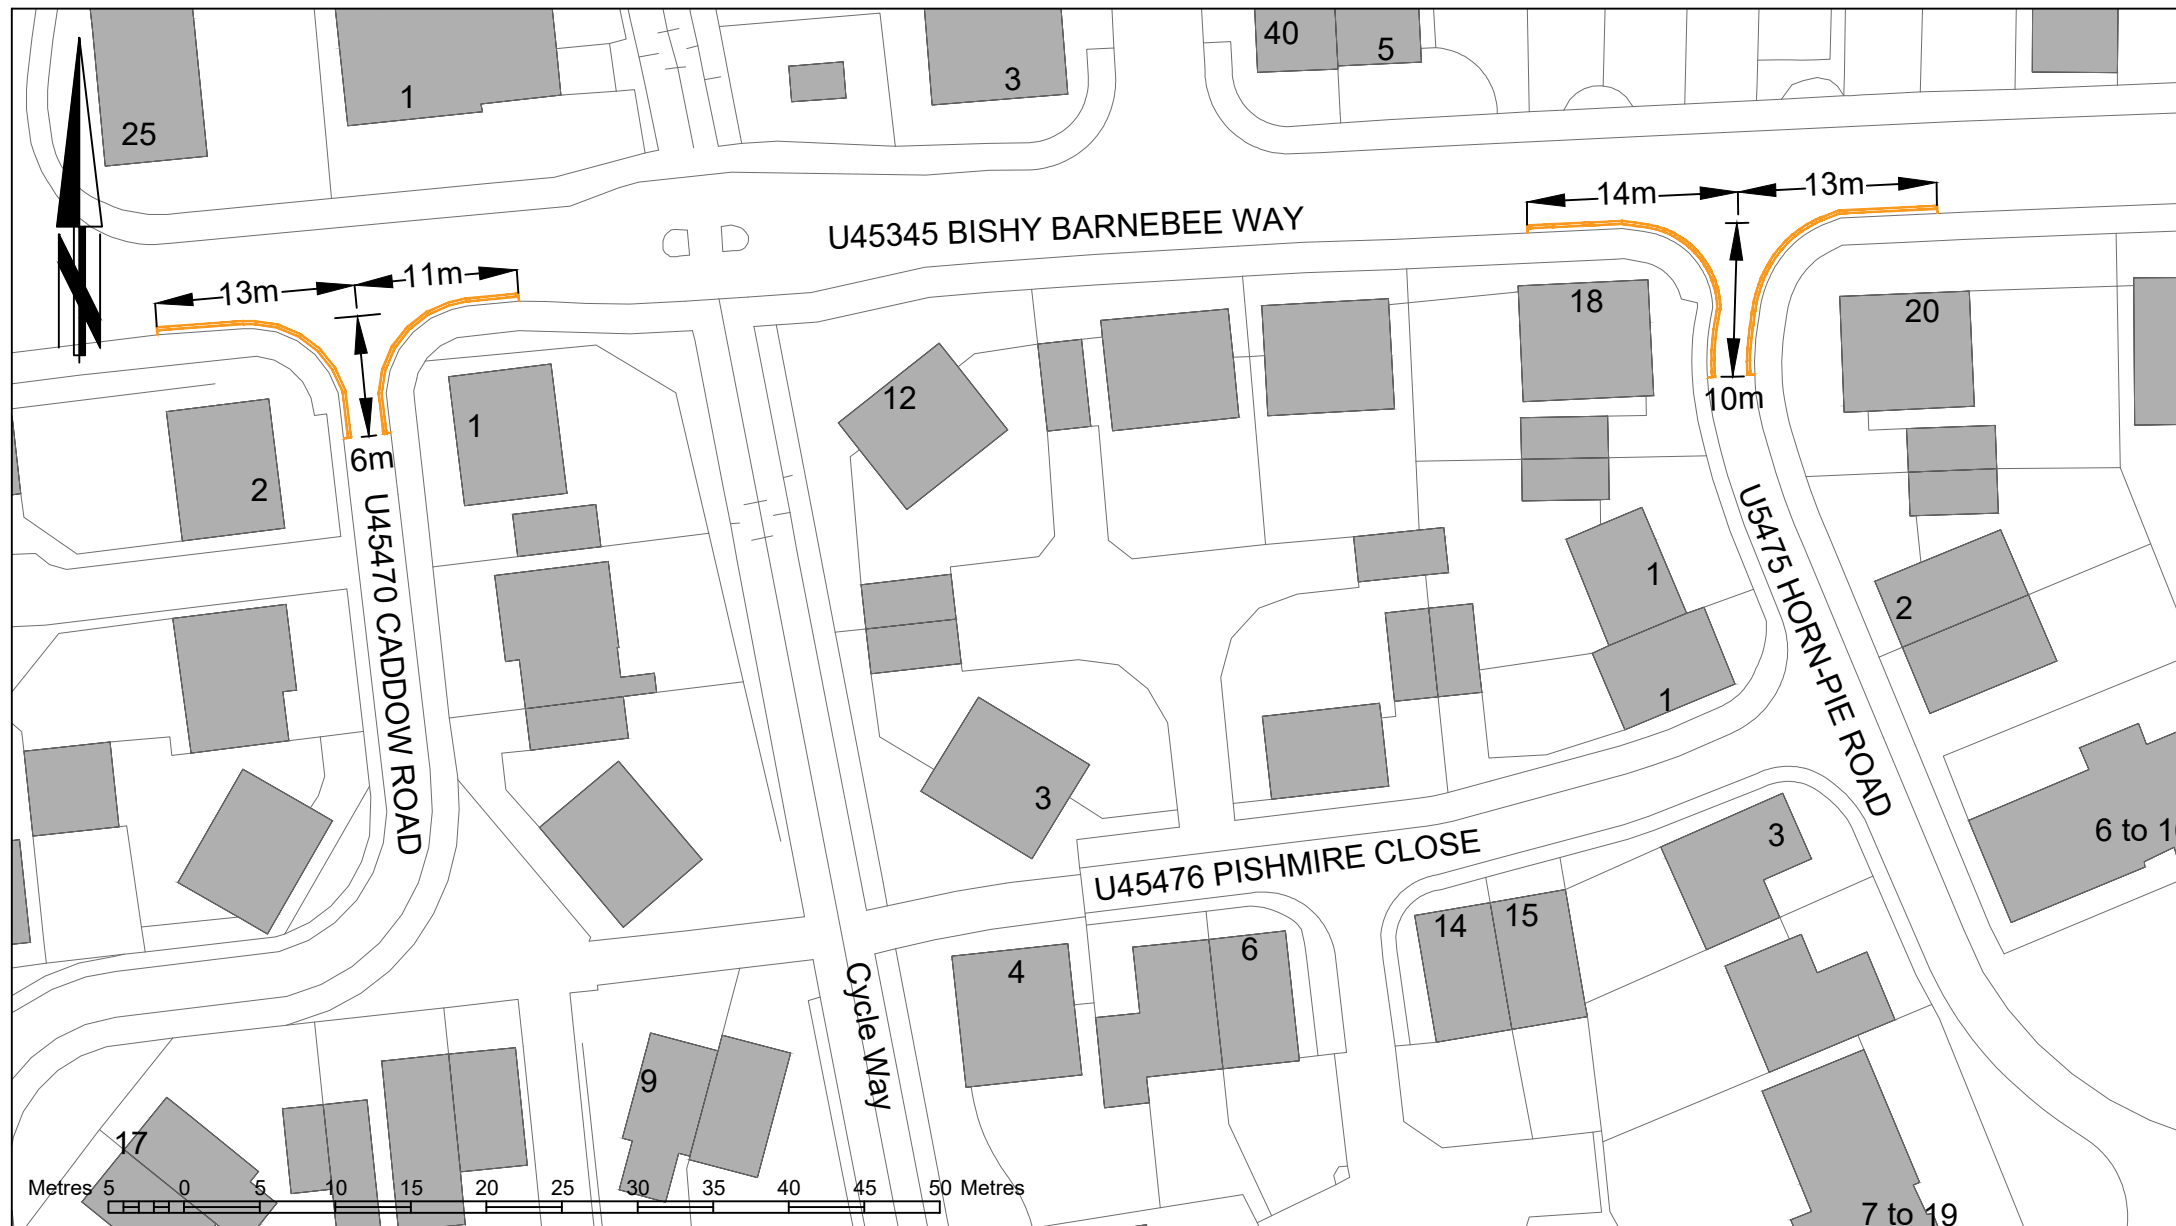 40
5
1
3
25
14m
13m
U45345 BISHY BARNEBEE WAY
13m
11m
N
18
20
12
10m
1
6m
2
U45470 CADDOW ROAD
U5475 HORN-PIE ROAD
1
2
1
3
3
6 to
U45476 PISHMIRE CLOSE
14
15
6
4
Cycle Way
9
17
Metres 5 0 5 10 15 20 25 30 35 40 45 50 Metres
7 to 19